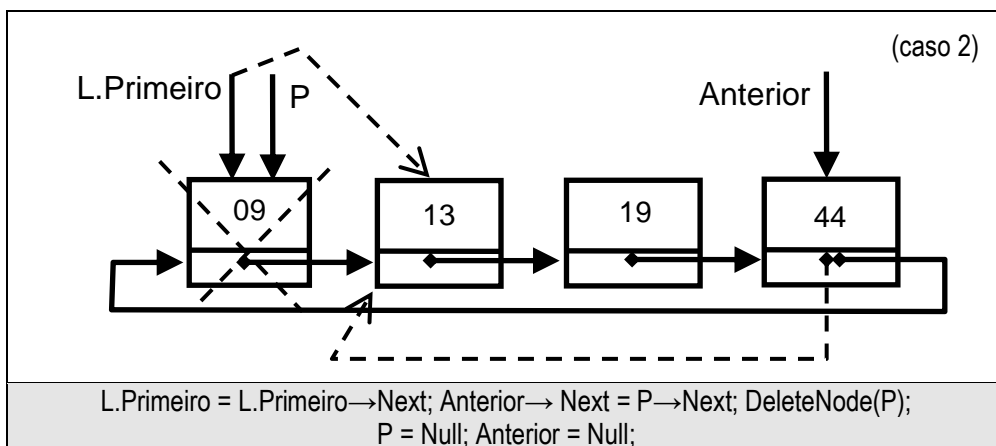 (caso 2)
L.Primeiro P Anterior
09 13 19 44
L.Primeiro = L.Primeiro→Next; Anterior→ Next = P→Next; DeleteNode(P);
P = Null; Anterior = Null;